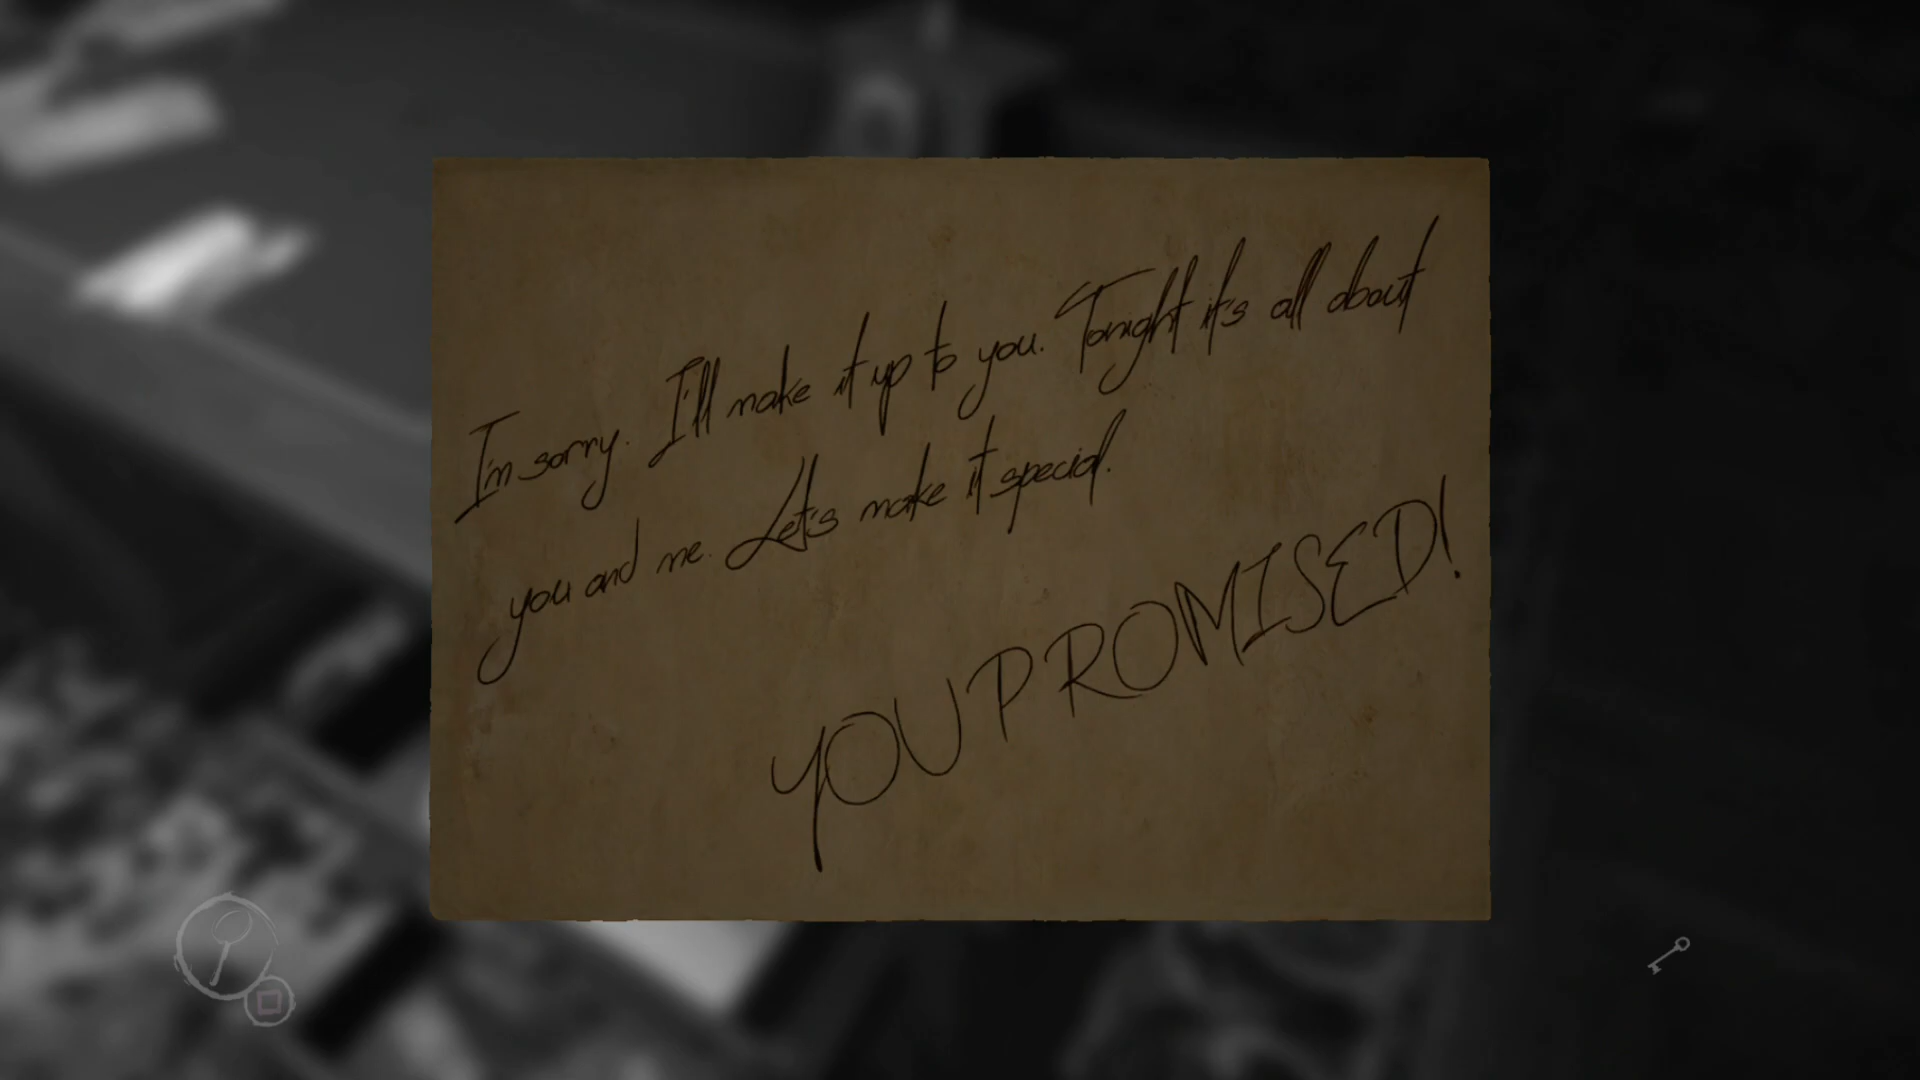 I'm sorry. I'll make it up to you. Tonight it's all about
you and me. Let's make it special.
YOU PROMISED!